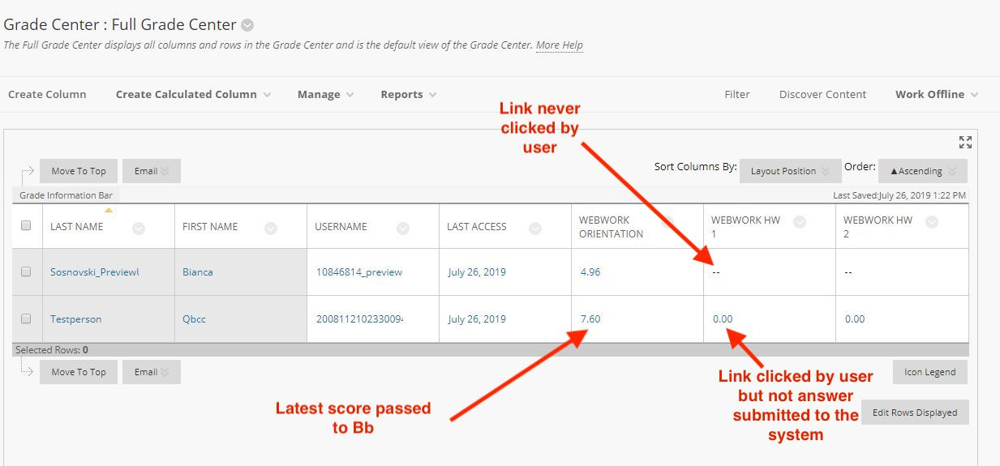 Grade Center : Full Grade Center
The Full Grade Center displays all columns and rows in the Grade Center and is the default view of the Grade Center. More Help
Create Column Create Calculated Column Manage Reports Filter Discover Content Work Offline
Link never
clicked by
user
Move To Top Email Sort Columns By: Layout Position Order: ▲Ascending
Grade Information Bar Last Saved:July 26, 2019 1:22 PM
LAST NAME FIRST NAME USERNAME LAST ACCESS WEBWORK ORIENTATION WEBWORK HW 1 WEBWORK HW 2
Sosnovski_Previewl Bianca 10846814_preview July 26, 2019 4.96 -- --
Testperson Qbcc 200811210233009 July 26, 2019 7.60 0.00 0.00
Selected Rows: 0
Move To Top Email Icon Legend
Latest score passed
to Bb
Link clicked by user
but not answer
submitted to the
system
Edit Rows Displayed